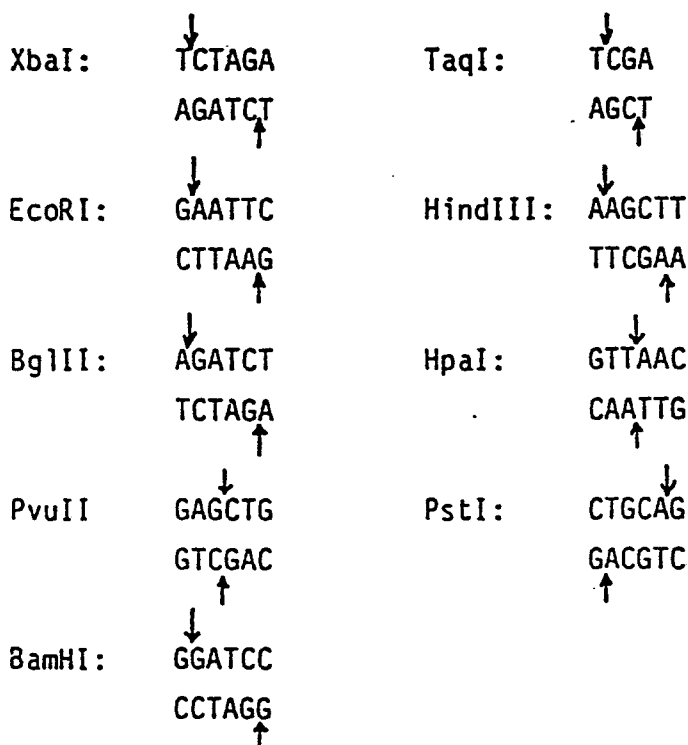 XbaI: TCTAGA TaqI: TCGA
AGATCT AGCT
EcoRI: GAATTC HindIII: AAGCTT
CTTAAG TTCGAA
BglII: AGATCT HpaI: GTTAAC
TCTAGA CAATTG
PvuII GAGCTG PstI: CTGCAG
GTCGAC GACGTC
BamHI: GGATCC
CCTAGG